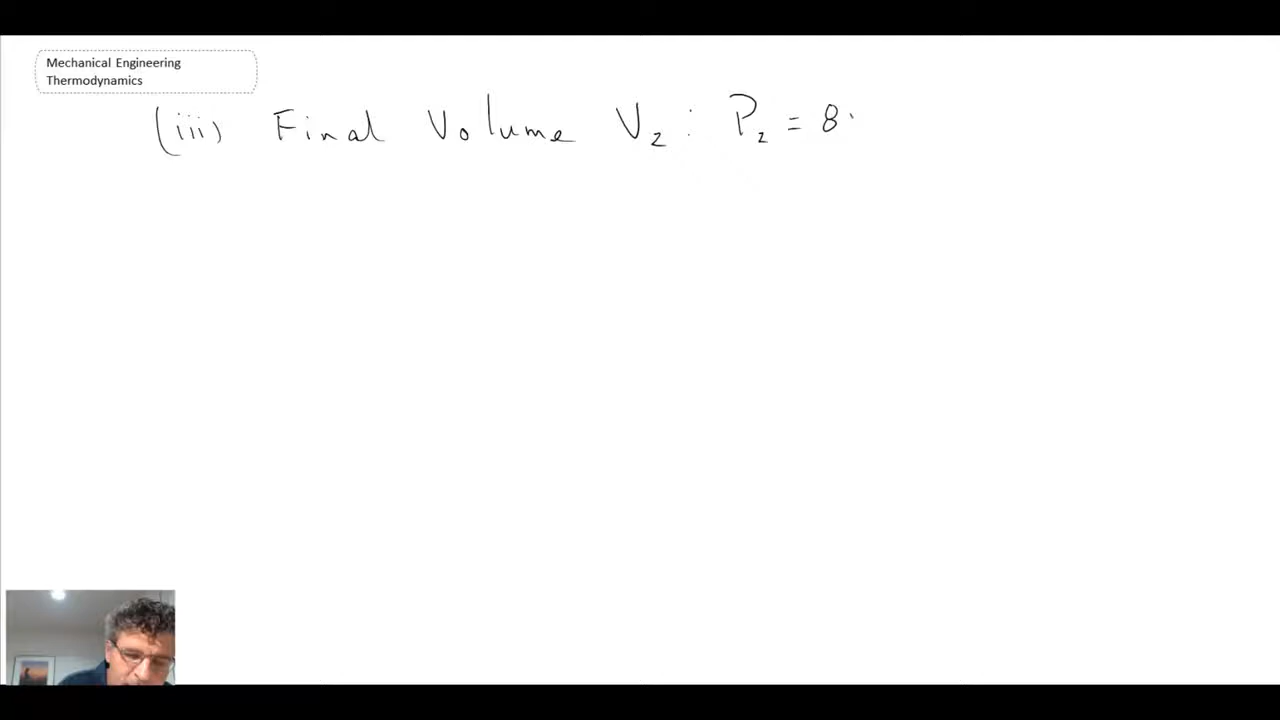 Mechanical Engineering
Thermodynamics
(iii) Final Volume V₂ : P₂ = 8.